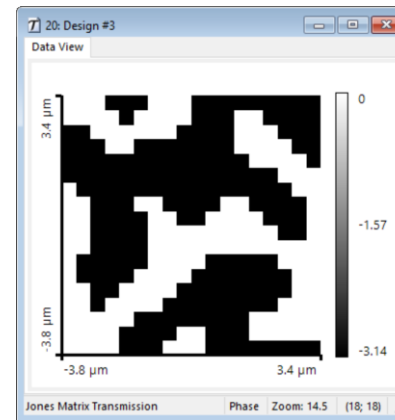 20: Design #3
Data View
3.4 µm
-3.8 µm
-3.8 µm
3.4 µm
0
-1.57
-3.14
Jones Matrix Transmission
Phase
Zoom: 14.5
(18; 18)